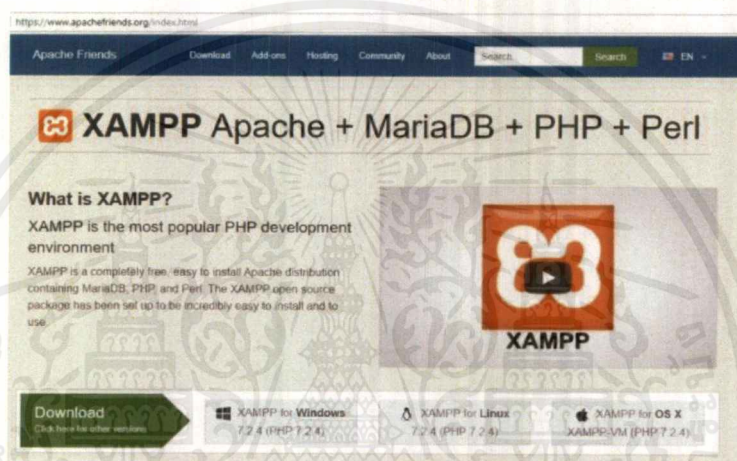 https://www.apachefriends.org/index.html
Apache Friends Download Add-ons Hosting Community About Search... Search EN
XAMPP Apache + MariaDB + PHP + Perl
What is XAMPP?
XAMPP is the most popular PHP development
environment
XAMPP is a completely free, easy to install Apache distribution
containing MariaDB, PHP, and Perl. The XAMPP open source
package has been set up to be incredibly easy to install and to
use.
XAMPP
Download
Click here for other versions
XAMPP for Windows
7.2.4 (PHP 7.2.4)
XAMPP for Linux
7.2.4 (PHP 7.2.4)
XAMPP for OS X
XAMPP-VM (PHP 7.2.4)